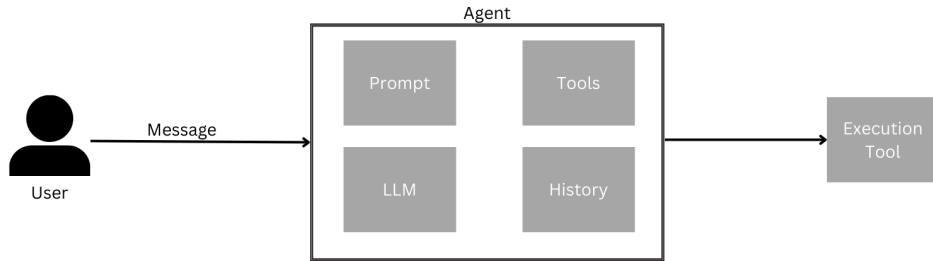 Agent
Prompt
Tools
Message
Execution
Tool
User
LLM
History